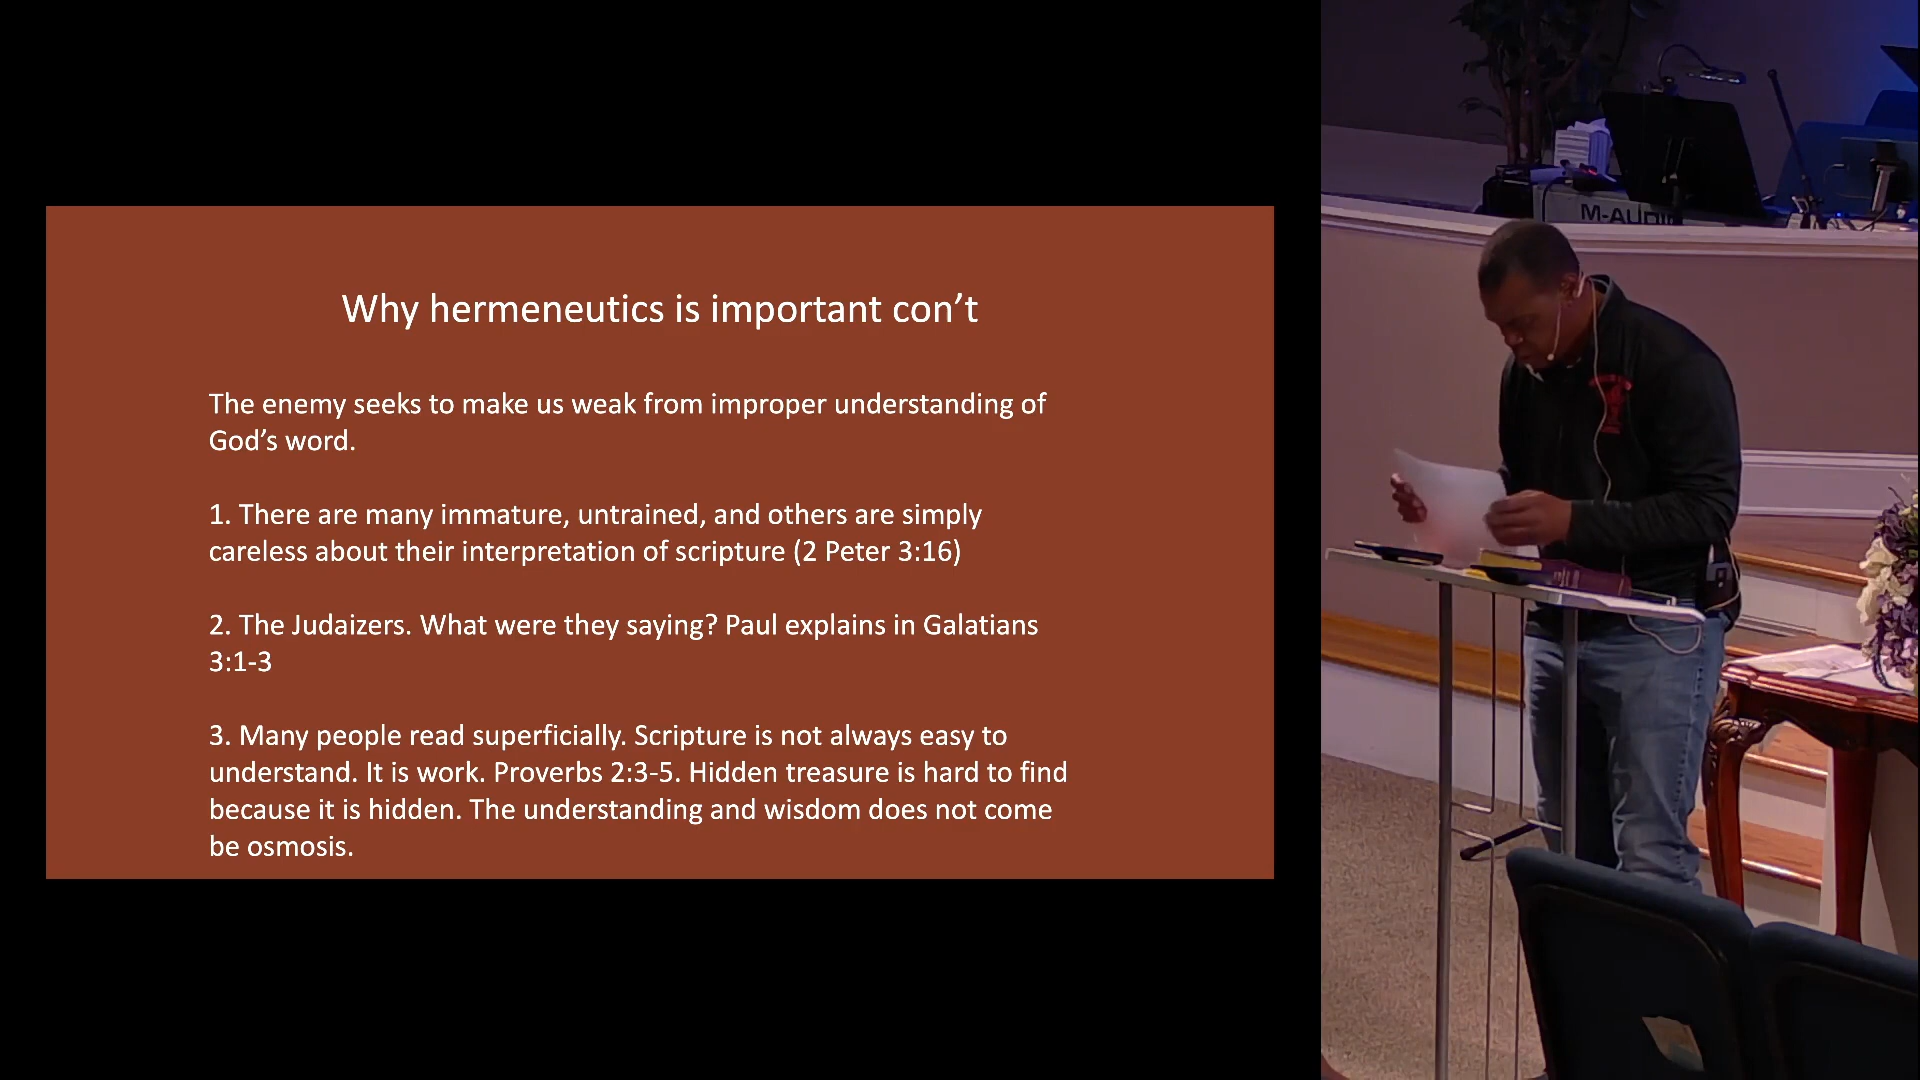 Why hermeneutics is important con’t
The enemy seeks to make us weak from improper understanding of
God’s word.
1. There are many immature, untrained, and others are simply
careless about their interpretation of scripture (2 Peter 3:16)
2. The Judaizers. What were they saying? Paul explains in Galatians
3:1-3
3. Many people read superficially. Scripture is not always easy to
understand. It is work. Proverbs 2:3-5. Hidden treasure is hard to find
because it is hidden. The understanding and wisdom does not come
be osmosis.
M-AUDIO